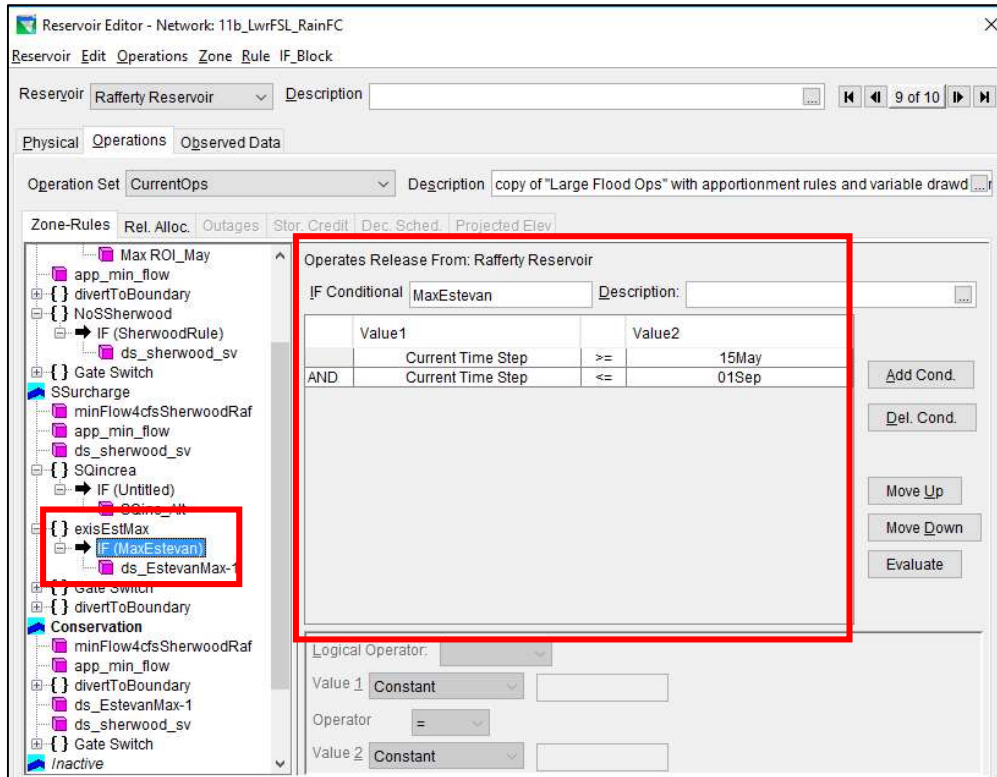 Reservoir Editor - Network: 11b_LwrFSL_RainFC
Reservoir Edit Operations Zone Rule IF_Block
Reservoir Rafferty Reservoir Description ... 9 of 10
Physical Operations Observed Data
Operation Set CurrentOps Description copy of "Large Flood Ops" with apportionment rules and variable drawd ...
Zone-Rules Rel. Alloc. Outages Stor. Credit Dec. Sched. Projected Elev
Max ROI_May
app_min_flow
{ } divertToBoundary
{ } NoSSherwood
IF (SherwoodRule)
ds_sherwood_sv
{ } Gate Switch
SSurcharge
minFlow4cfsSherwoodRaf
app_min_flow
ds_sherwood_sv
{ } SQincrea
IF (Untitled)
SQinc_Alt
{ } exisEstMax
IF (MaxEstevan)
ds_EstevanMax-1
{ } Gate Switch
{ } divertToBoundary
Conservation
minFlow4cfsSherwoodRaf
app_min_flow
{ } divertToBoundary
ds_EstevanMax-1
ds_sherwood_sv
{ } Gate Switch
Inactive
Operates Release From: Rafferty Reservoir
IF Conditional MaxEstevan Description: ...
Value1 Value2
Current Time Step >= 15May
AND Current Time Step <= 01Sep
Add Cond.
Del. Cond.
Move Up
Move Down
Evaluate
Logical Operator:
Value 1 Constant
Operator =
Value 2 Constant